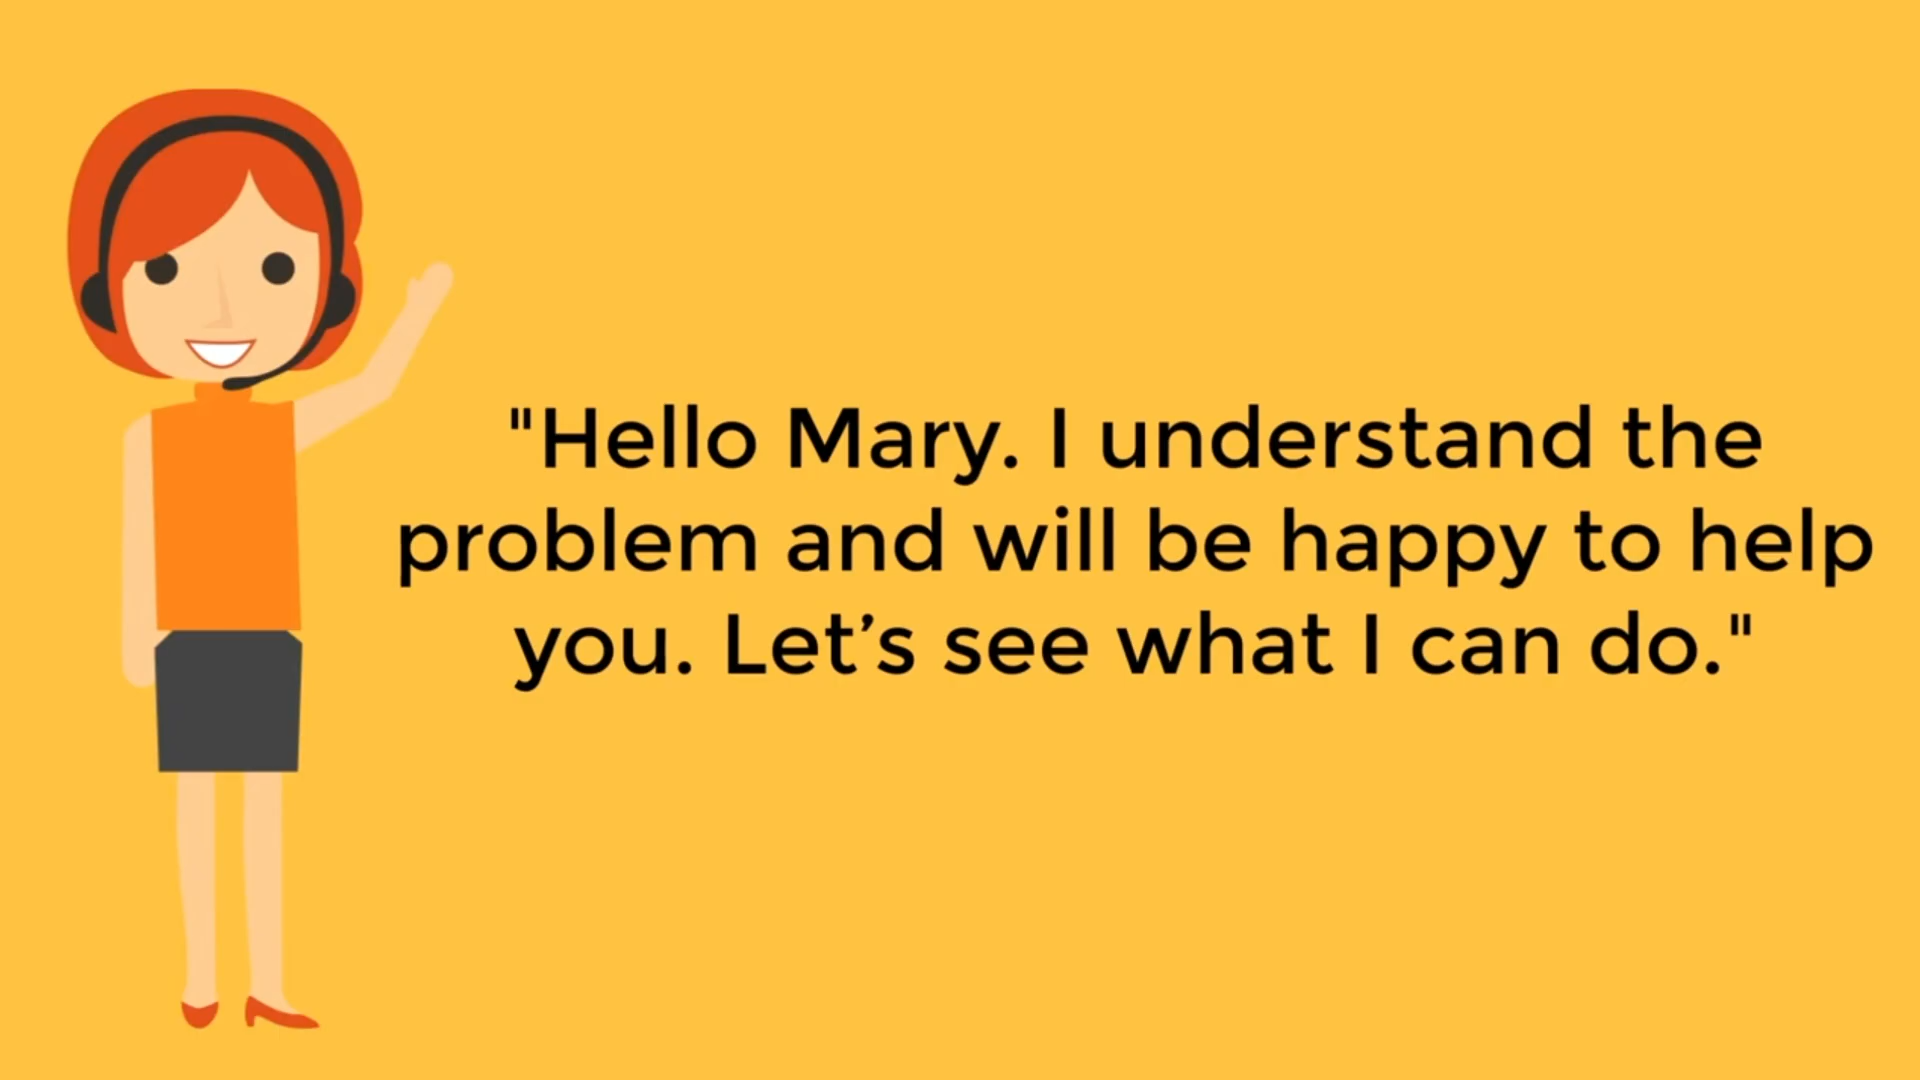 "Hello Mary. I understand the
problem and will be happy to help
you. Let’s see what I can do."